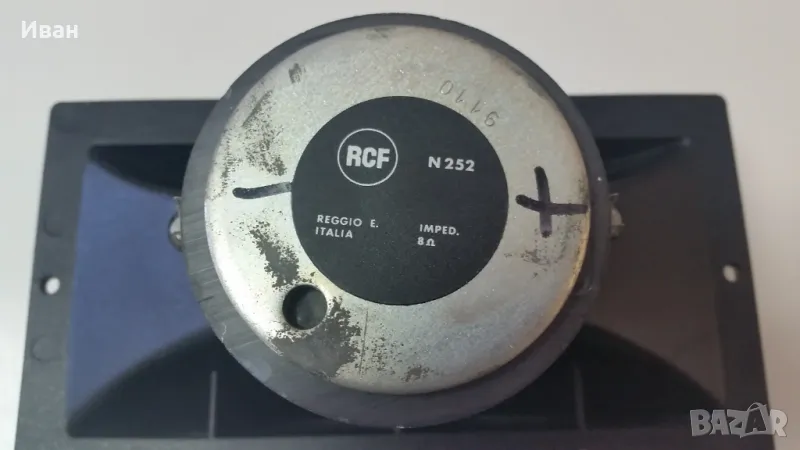 Иван
9110
RCF
N 252
− +
REGGIO E.
ITALIA
IMPED.
8Ω
BAZAR